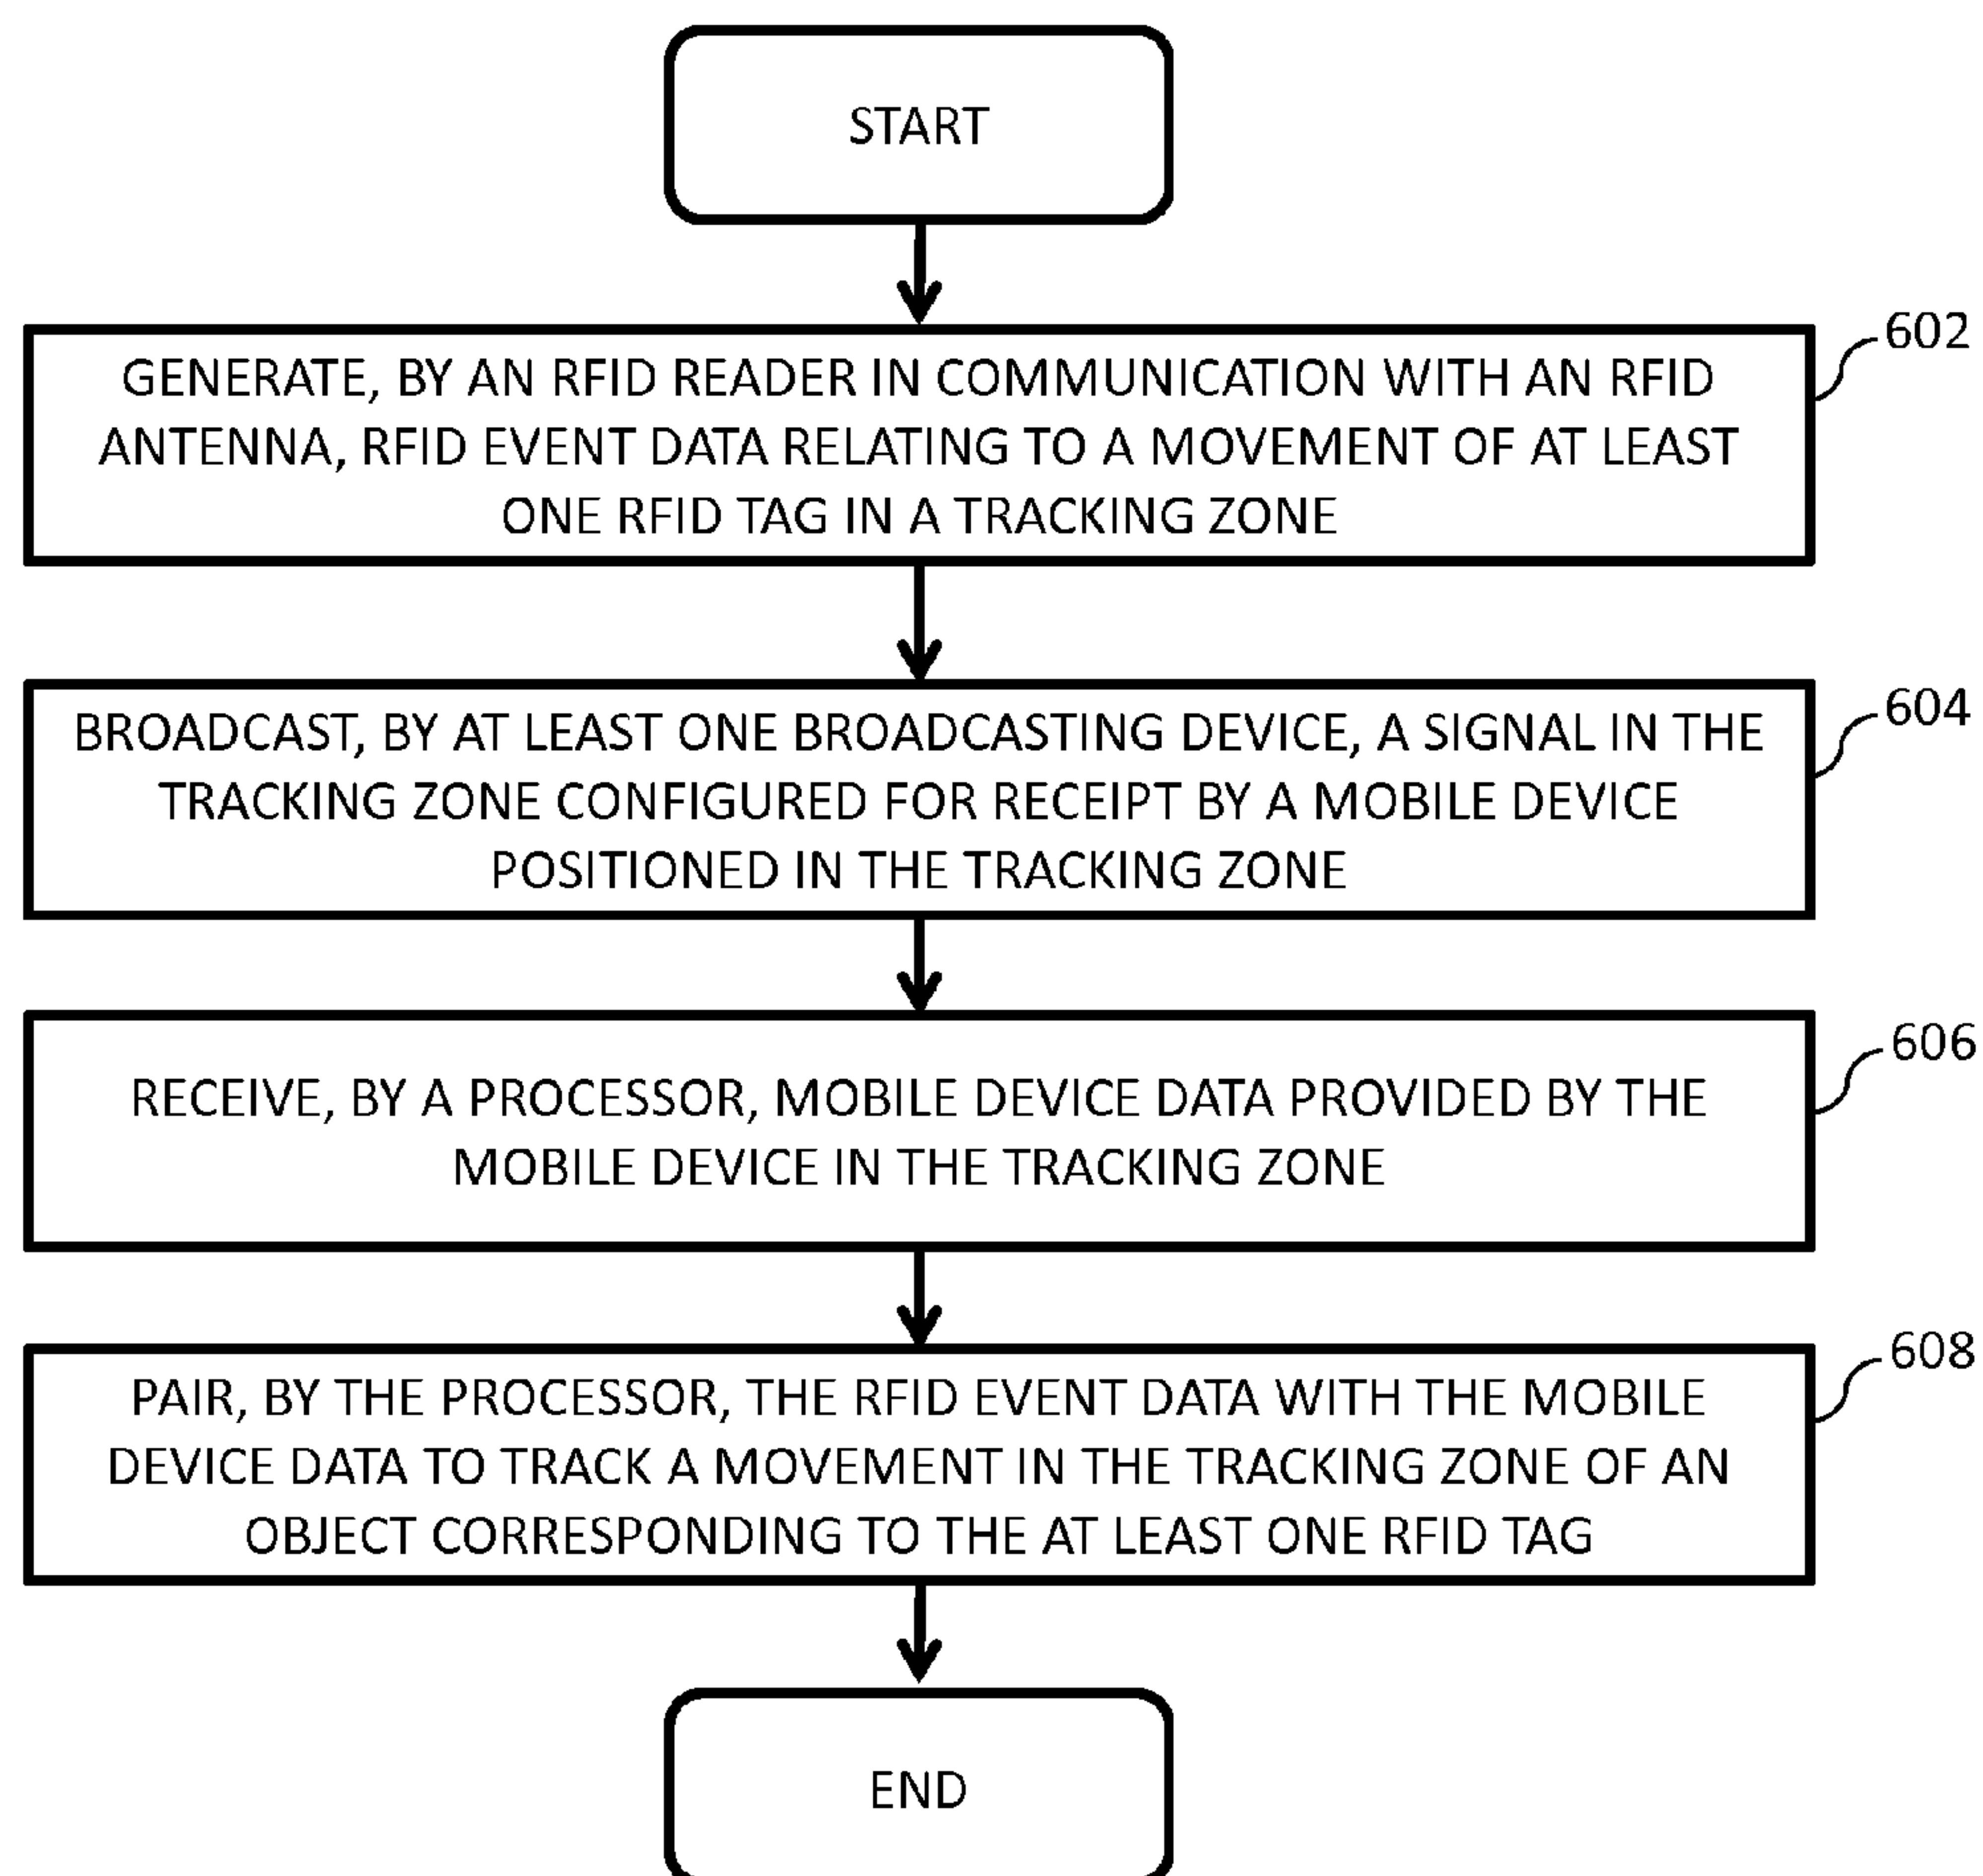 START
602
GENERATE, BY AN RFID READER IN COMMUNICATION WITH AN RFID
ANTENNA, RFID EVENT DATA RELATING TO A MOVEMENT OF AT LEAST
ONE RFID TAG IN A TRACKING ZONE
604
BROADCAST, BY AT LEAST ONE BROADCASTING DEVICE, A SIGNAL IN THE
TRACKING ZONE CONFIGURED FOR RECEIPT BY A MOBILE DEVICE
POSITIONED IN THE TRACKING ZONE
606
RECEIVE, BY A PROCESSOR, MOBILE DEVICE DATA PROVIDED BY THE
MOBILE DEVICE IN THE TRACKING ZONE
608
PAIR, BY THE PROCESSOR, THE RFID EVENT DATA WITH THE MOBILE
DEVICE DATA TO TRACK A MOVEMENT IN THE TRACKING ZONE OF AN
OBJECT CORRESPONDING TO THE AT LEAST ONE RFID TAG
END